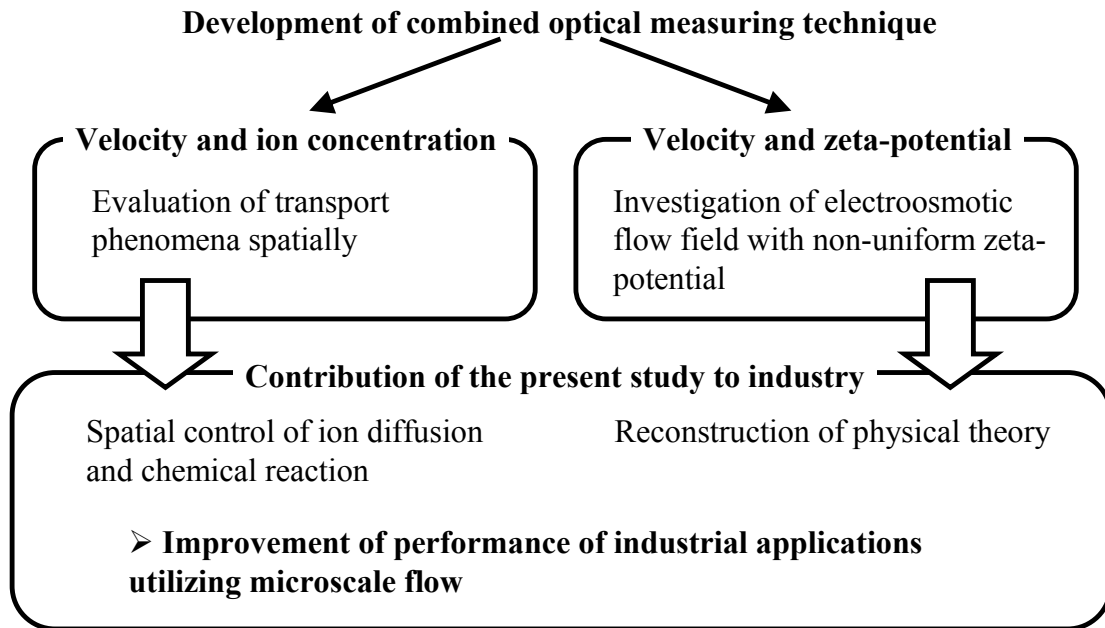 Development of combined optical measuring technique
Velocity and ion concentration
Evaluation of transport
phenomena spatially
Velocity and zeta-potential
Investigation of electroosmotic
flow field with non-uniform zeta-
potential
Contribution of the present study to industry
Spatial control of ion diffusion
and chemical reaction
Reconstruction of physical theory
➢ Improvement of performance of industrial applications
utilizing microscale flow